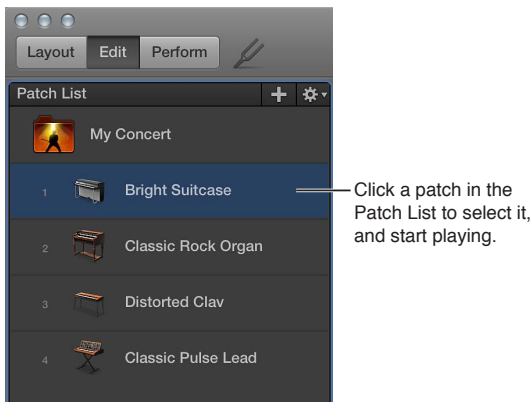 Layout Edit Perform
Patch List
My Concert
1 Bright Suitcase
Click a patch in the
Patch List to select it,
and start playing.
2 Classic Rock Organ
3 Distorted Clav
4 Classic Pulse Lead